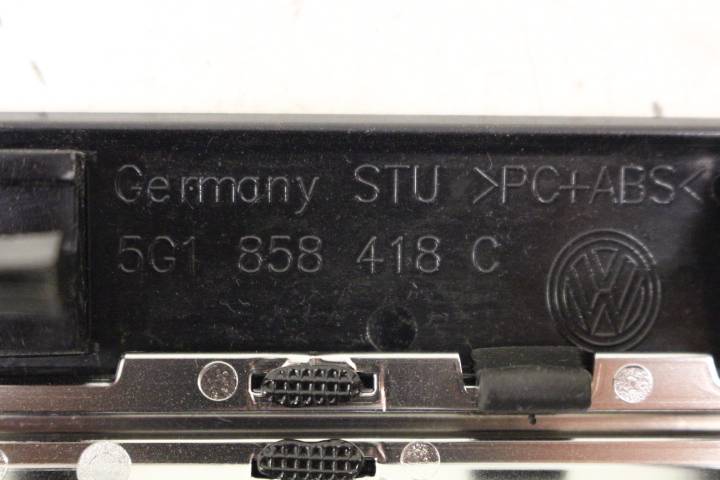 Germany STU >PC+ABS<
5G1 858 418 C